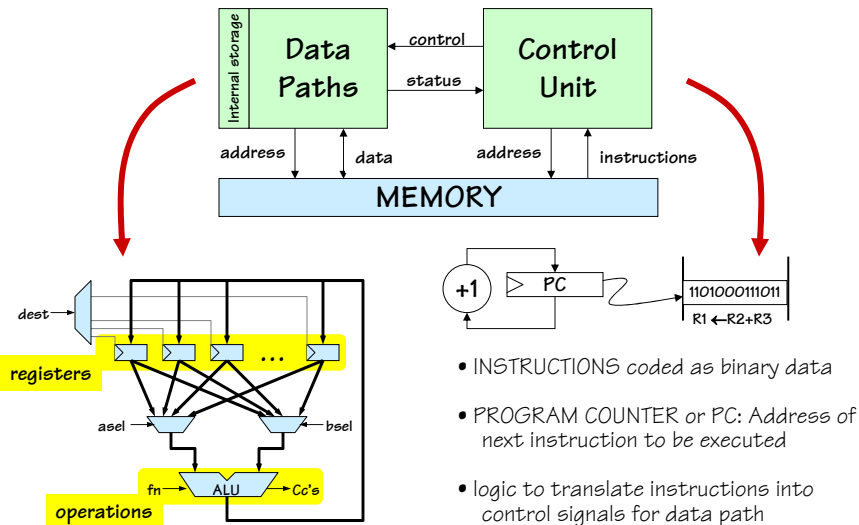 Internal storage
Data
Paths
control
status
Control
Unit
address
data
address
instructions
MEMORY
dest
registers
...
asel
bsel
fn
ALU
Cc's
operations
+1
PC
1101000111011
R1 ←R2+R3
• INSTRUCTIONS coded as binary data
• PROGRAM COUNTER or PC: Address of
next instruction to be executed
• logic to translate instructions into
control signals for data path